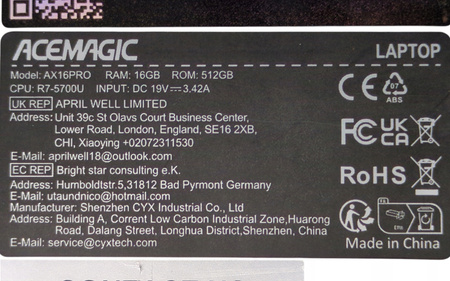 ACEMAGIC
LAPTOP
Model: AX16PRO RAM: 16GB ROM: 512GB
CPU: R7-5700U INPUT: DC 19V⎓3.42A
UK REP APRIL WELL LIMITED
Address: Unit 39c St Olavs Court Business Center,
Lower Road, London, England, SE16 2XB,
CHI, Xiaoying +02072311530
E-Mail: aprilwell18@outlook.com
EC REP Bright star consulting e.K.
Address: Humboldtstr.5,31812 Bad Pyrmont Germany
E-Mail: eutaundnico@hotmail.com
Manufacturer: Shenzhen CYX Industrial Co., Ltd
Address: Building A, Corrent Low Carbon Industrial Zone,Huarong
Road, Dalang Street, Longhua District,Shenzhen, China
E-Mail: service@cyxtech.com
CE
07
ABS
FC
UK
CA
RoHS
Made in China